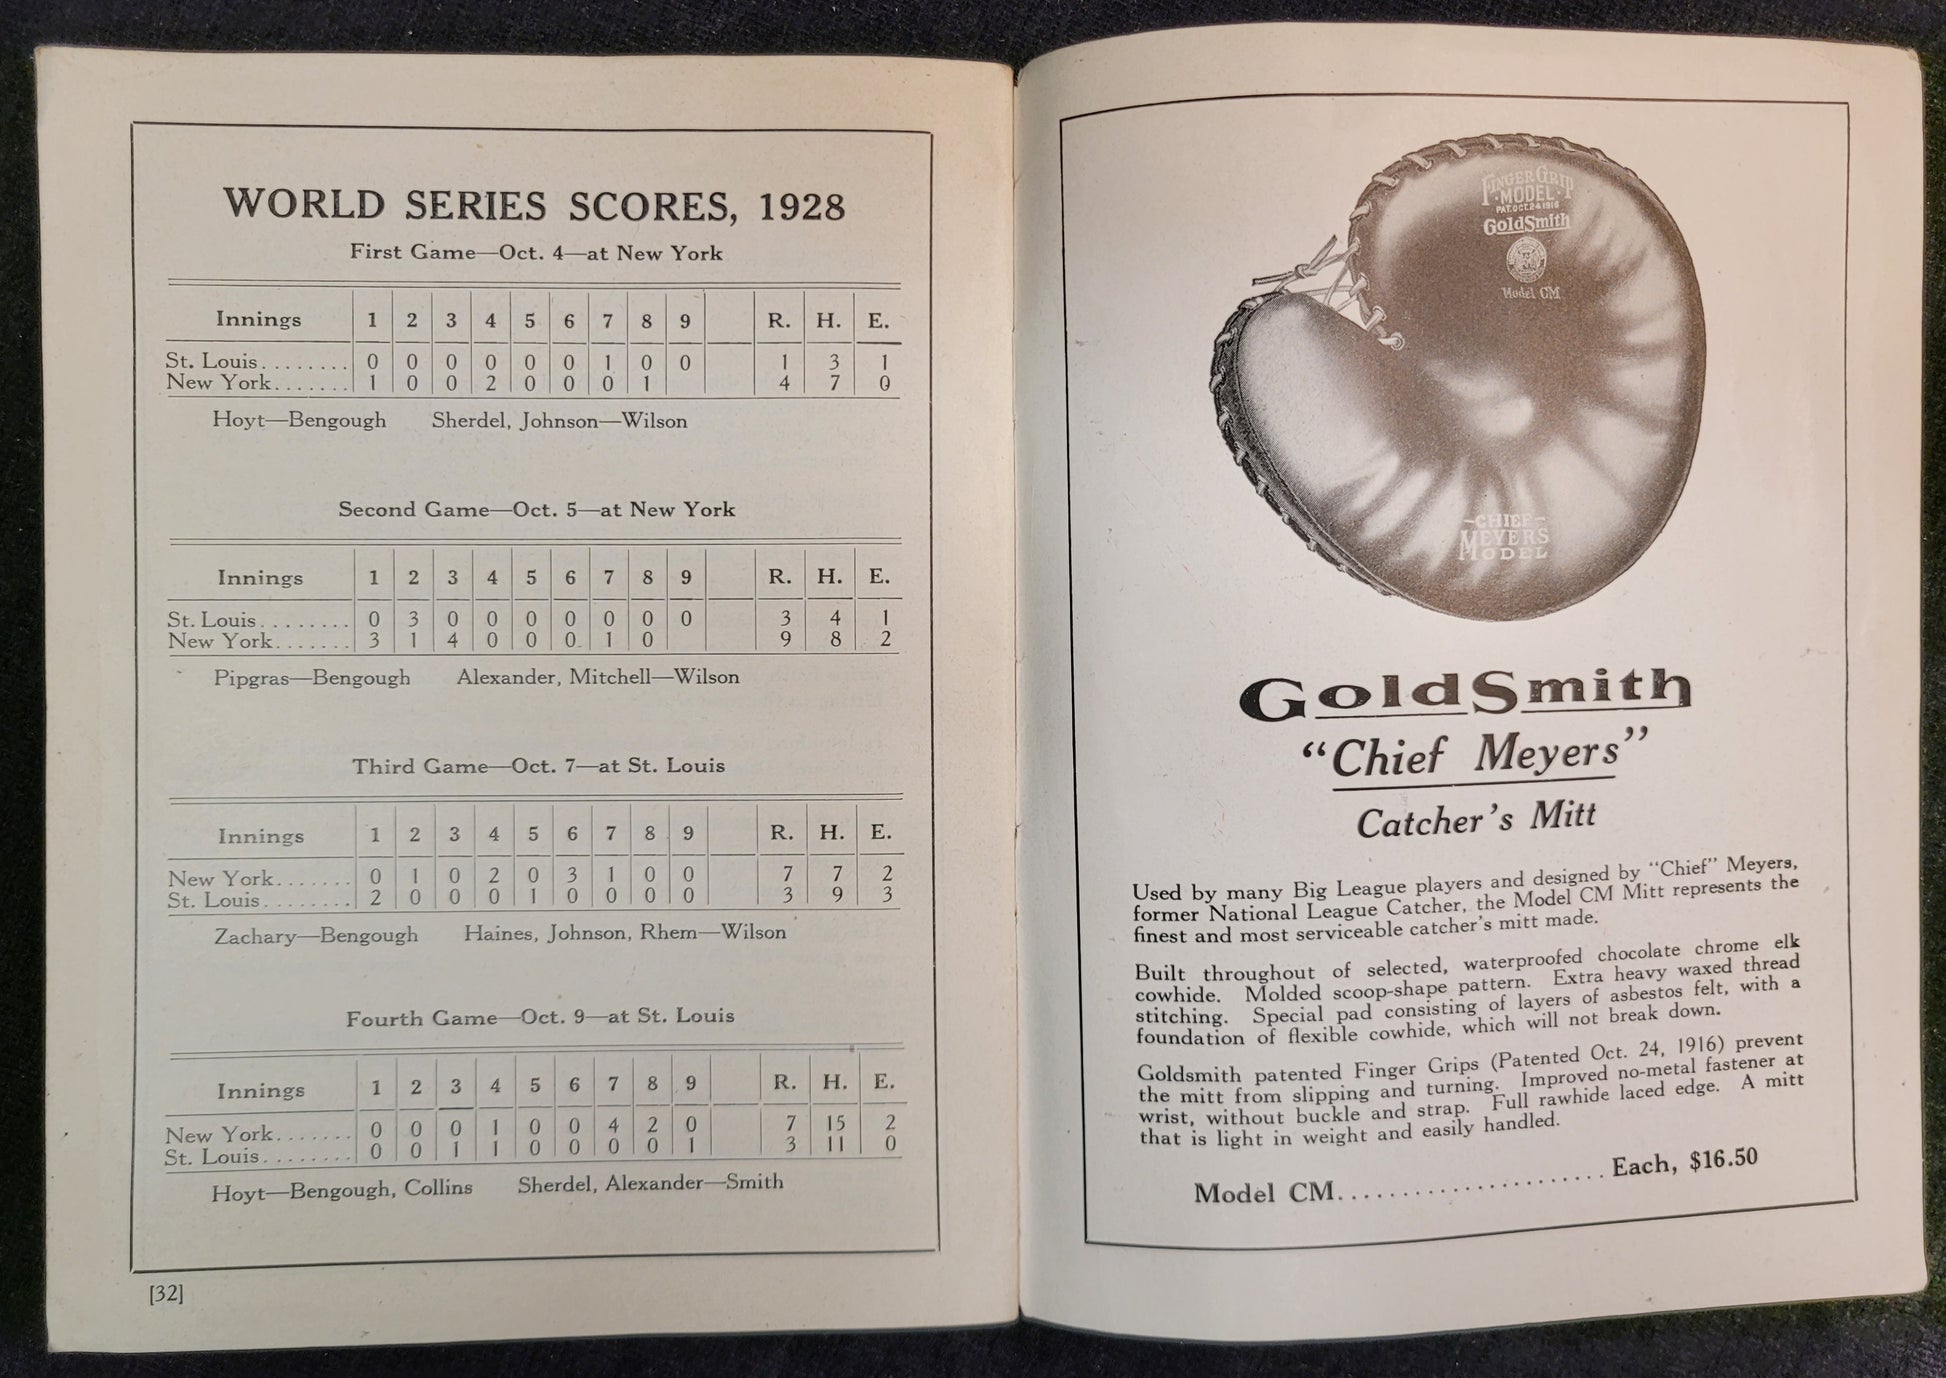 WORLD SERIES SCORES, 1928
First Game—Oct. 4—at New York
Innings 1 2 3 4 5 6 7 8 9 R. H. E.
St. Louis........ 0 0 0 0 0 0 1 0 0 1 3 1
New York....... 1 0 0 2 0 0 0 1 4 7 0
Hoyt—Bengough Sherdel, Johnson—Wilson
Second Game—Oct. 5—at New York
Innings 1 2 3 4 5 6 7 8 9 R. H. E.
St. Louis........ 0 3 0 0 0 0 0 0 0 3 4 1
New York....... 3 1 4 0 0 0 1 0 9 8 2
Pipgras—Bengough Alexander, Mitchell—Wilson
Third Game—Oct. 7—at St. Louis
Innings 1 2 3 4 5 6 7 8 9 R. H. E.
New York....... 0 1 0 2 0 3 1 0 0 7 7 2
St. Louis........ 2 0 0 0 1 0 0 0 0 3 9 3
Zachary—Bengough Haines, Johnson, Rhem—Wilson
Fourth Game—Oct. 9—at St. Louis
Innings 1 2 3 4 5 6 7 8 9 R. H. E.
New York....... 0 0 0 1 0 0 4 2 0 7 15 2
St. Louis........ 0 0 1 1 0 0 0 0 1 3 11 0
Hoyt—Bengough, Collins Sherdel, Alexander—Smith
[32]
FINGER GRIP
·MODEL·
PAT.OCT.24.1916
GoldSmith
Model CM
-CHIEF-
MEYERS
MODEL
GoldSmith
"Chief Meyers"
Catcher's Mitt
Used by many Big League players and designed by "Chief" Meyers,
former National League Catcher, the Model CM Mitt represents the
finest and most serviceable catcher's mitt made.
Built throughout of selected, waterproofed chocolate chrome elk
cowhide. Molded scoop-shape pattern. Extra heavy waxed thread
stitching. Special pad consisting of layers of asbestos felt, with a
foundation of flexible cowhide, which will not break down.
Goldsmith patented Finger Grips (Patented Oct. 24, 1916) prevent
the mitt from slipping and turning. Improved no-metal fastener at
wrist, without buckle and strap. Full rawhide laced edge. A mitt
that is light in weight and easily handled.
Model CM...................... Each, $16.50